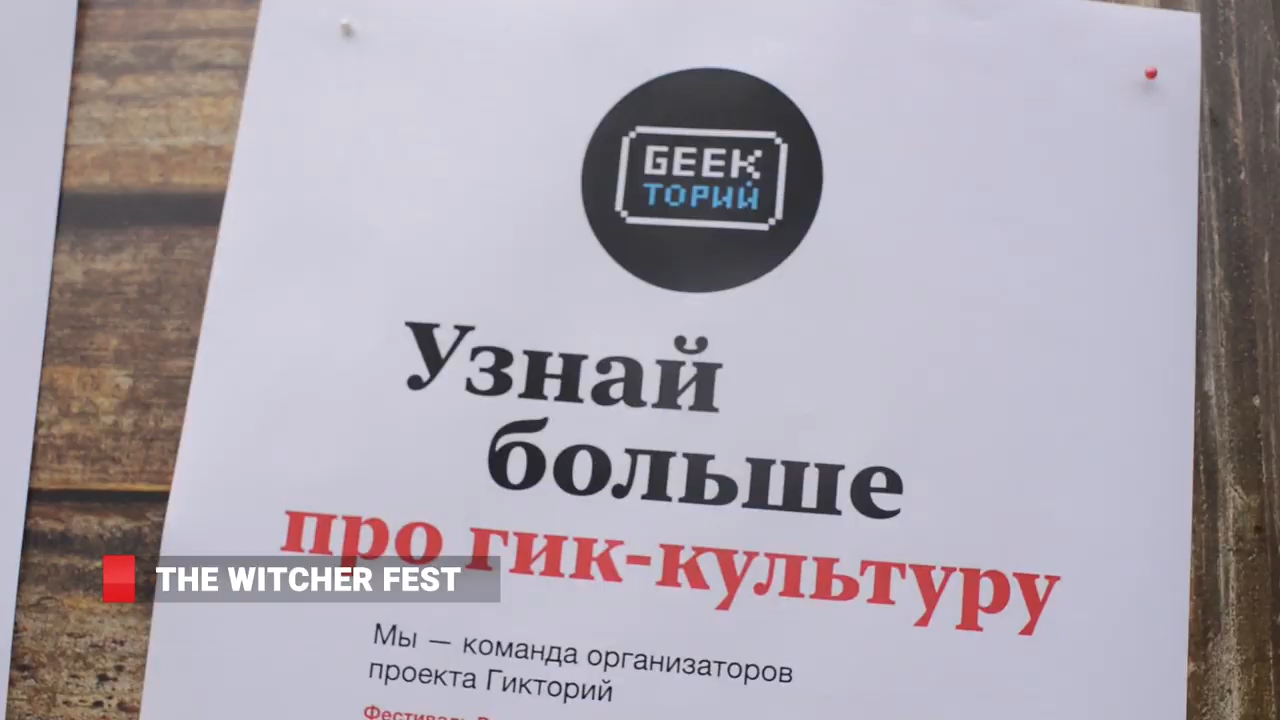 GEEK
ТОРИЙ
Узнай
больше
про гик-культуру
THE WITCHER FEST
Мы — команда организаторов
проекта Гикторий